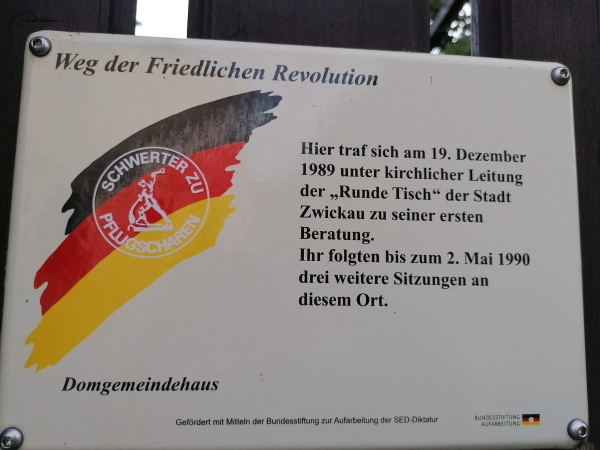 Weg der Friedlichen Revolution
SCHWERTER ZU
PFLUGSCHAREN
Hier traf sich am 19. Dezember
1989 unter kirchlicher Leitung
der „Runde Tisch“ der Stadt
Zwickau zu seiner ersten
Beratung.
Ihr folgten bis zum 2. Mai 1990
drei weitere Sitzungen an
diesem Ort.
Domgemeindehaus
Gefördert mit Mitteln der Bundesstiftung zur Aufarbeitung der SED-Diktatur
BUNDESSTIFTUNG
AUFARBEITUNG